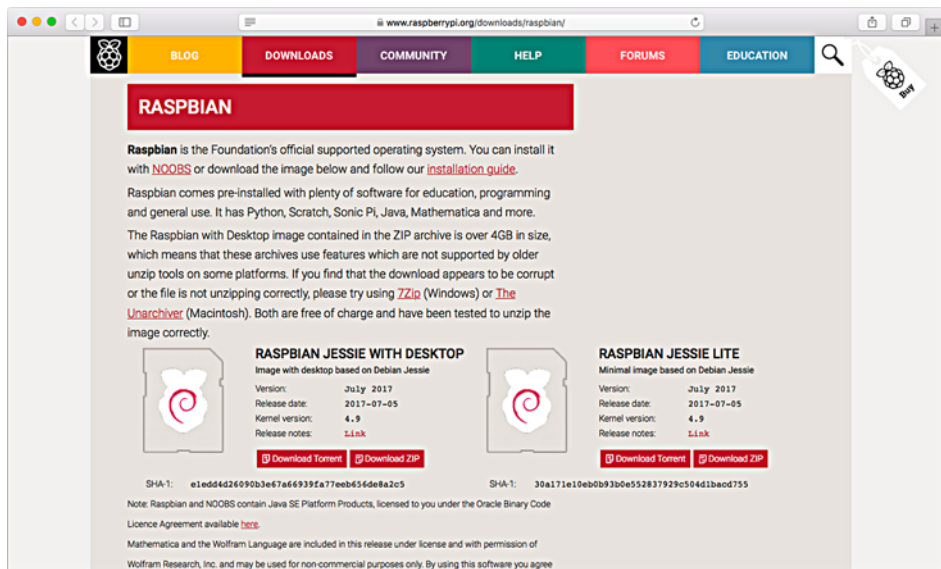 www.raspberrypi.org/downloads/raspbian/
BLOG DOWNLOADS COMMUNITY HELP FORUMS EDUCATION
Buy
RASPBIAN
Raspbian is the Foundation's official supported operating system. You can install it
with NOOBS or download the image below and follow our installation guide.
Raspbian comes pre-installed with plenty of software for education, programming
and general use. It has Python, Scratch, Sonic Pi, Java, Mathematica and more.
The Raspbian with Desktop image contained in the ZIP archive is over 4GB in size,
which means that these archives use features which are not supported by older
unzip tools on some platforms. If you find that the download appears to be corrupt
or the file is not unzipping correctly, please try using 7Zip (Windows) or The
Unarchiver (Macintosh). Both are free of charge and have been tested to unzip the
image correctly.
RASPBIAN JESSIE WITH DESKTOP
Image with desktop based on Debian Jessie
Version: July 2017
Release date: 2017-07-05
Kernel version: 4.9
Release notes: Link
Download Torrent Download ZIP
SHA-1: e1edd4d26090b3e67a66939fa77eeb656de8a2c5
RASPBIAN JESSIE LITE
Minimal image based on Debian Jessie
Version: July 2017
Release date: 2017-07-05
Kernel version: 4.9
Release notes: Link
Download Torrent Download ZIP
SHA-1: 30a171e10eb0b93b0e552837929c504d1bacd755
Note: Raspbian and NOOBS contain Java SE Platform Products, licensed to you under the Oracle Binary Code
Licence Agreement available here.
Mathematica and the Wolfram Language are included in this release under license and with permission of
Wolfram Research, Inc. and may be used for non-commercial purposes only. By using this software you agree